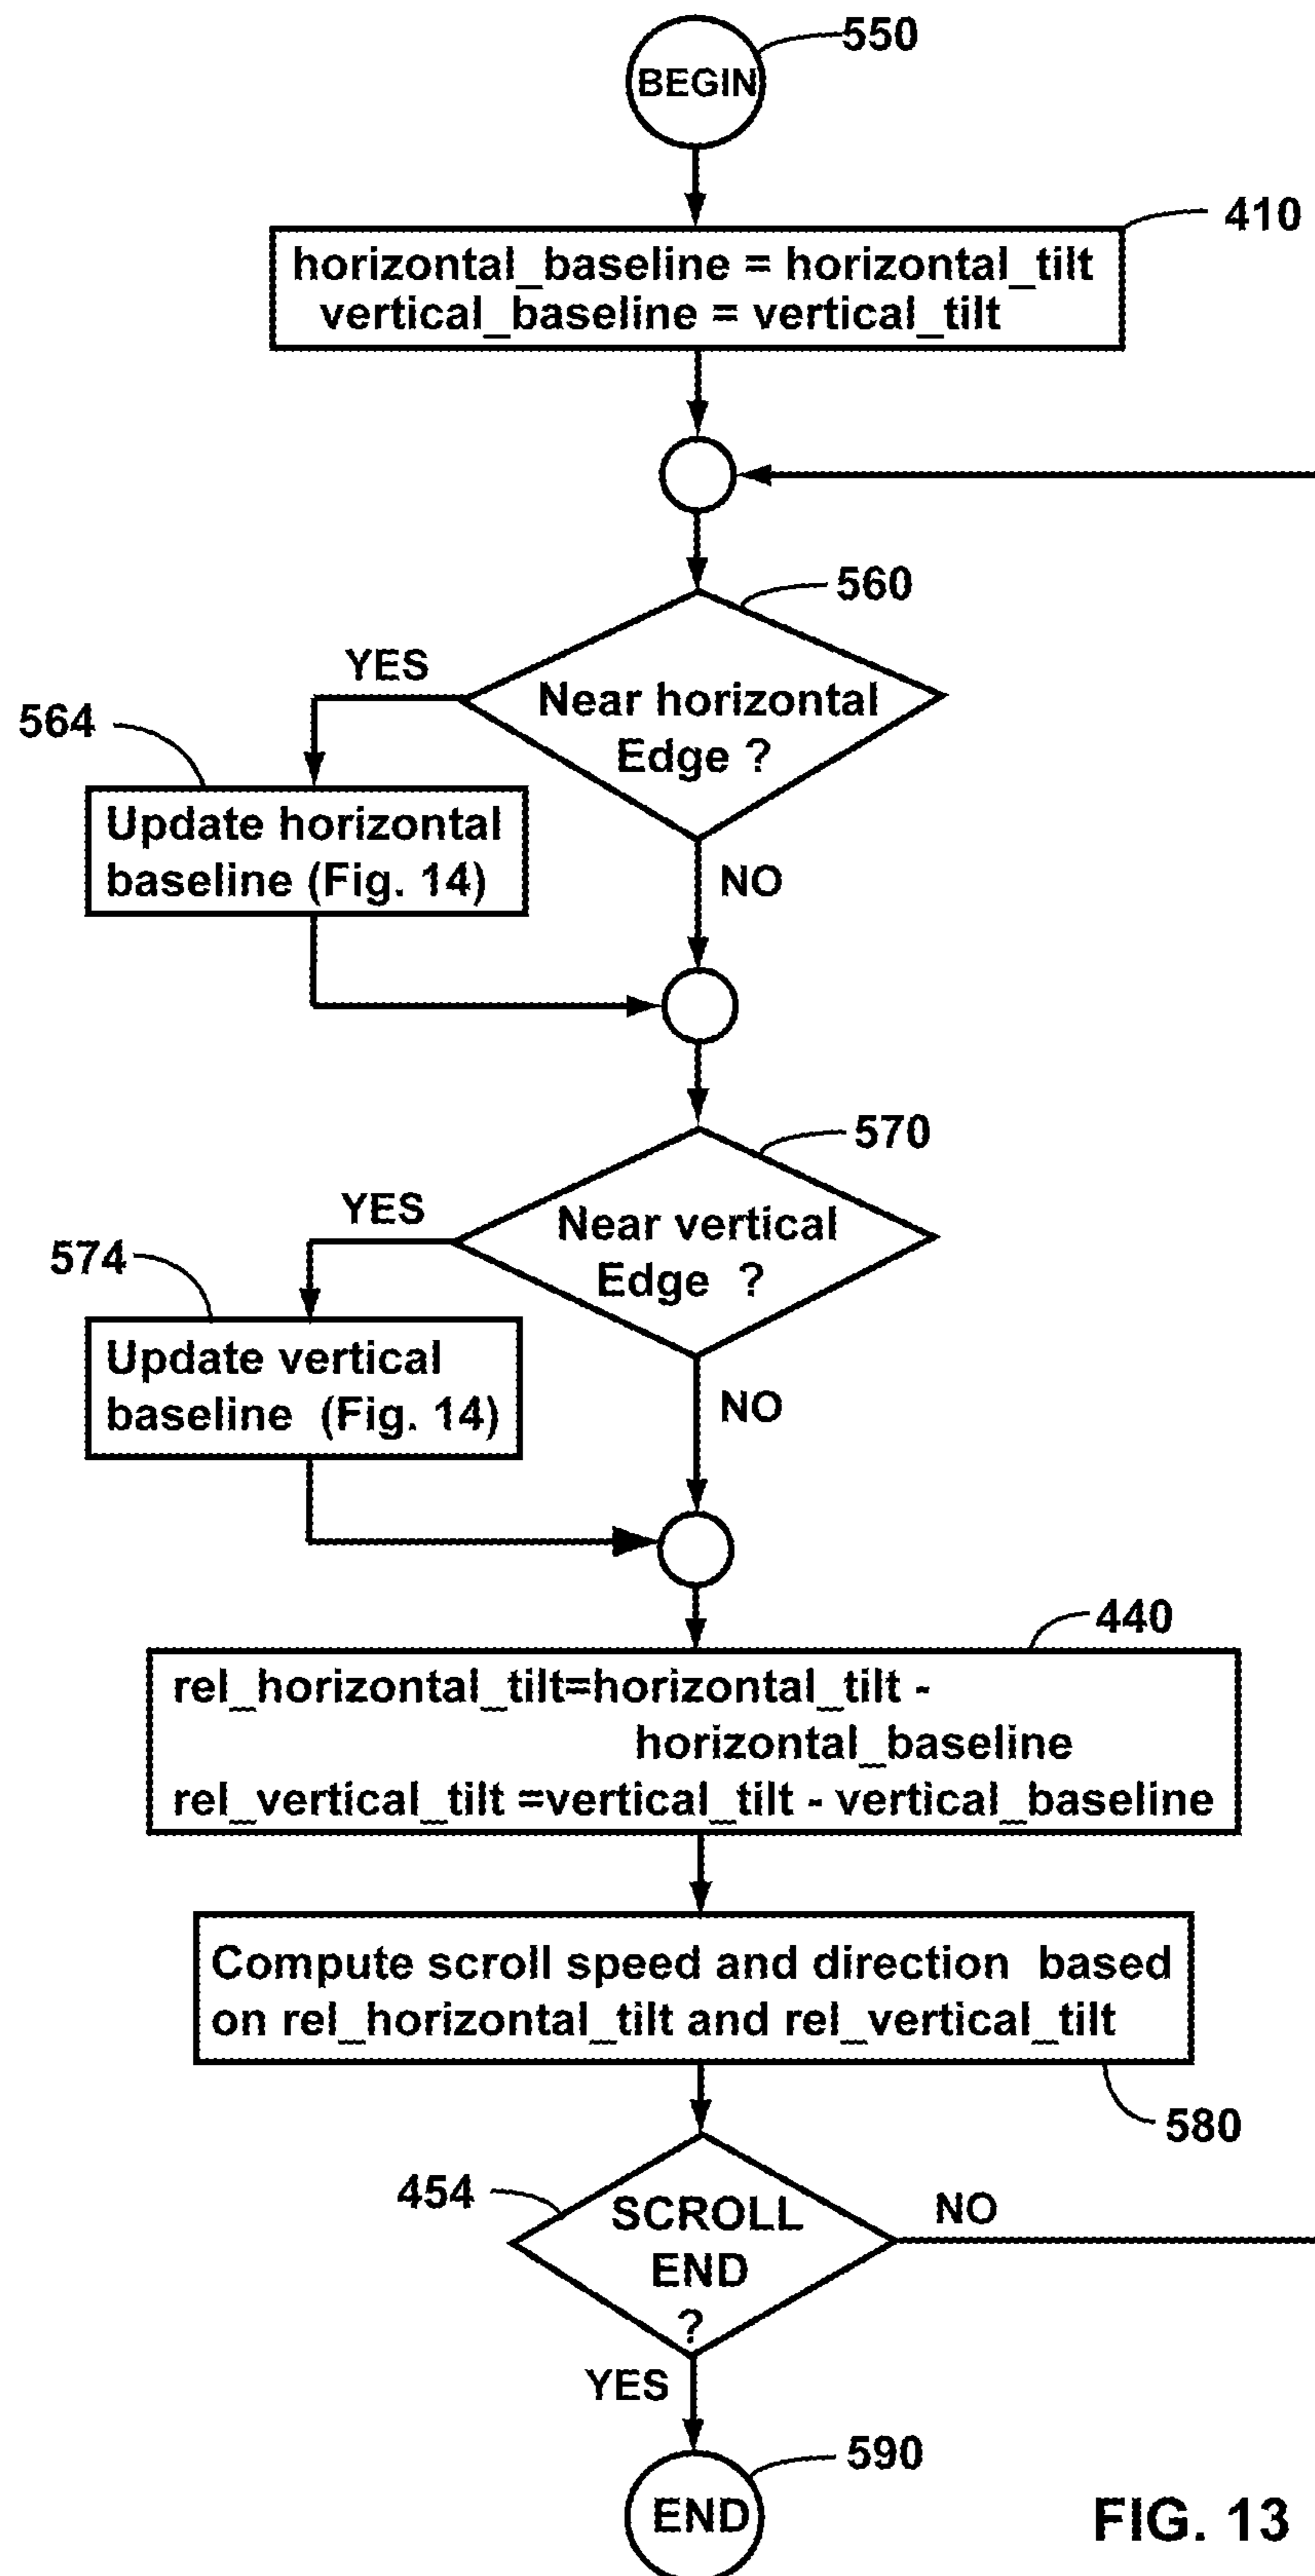 550
BEGIN
410
horizontal_baseline = horizontal_tilt
vertical_baseline = vertical_tilt
560
YES
Near horizontal
Edge ?
564
Update horizontal
baseline (Fig. 14)
NO
570
YES
Near vertical
Edge ?
574
Update vertical
baseline (Fig. 14)
NO
440
rel_horizontal_tilt=horizontal_tilt -
horizontal_baseline
rel_vertical_tilt =vertical_tilt - vertical_baseline
Compute scroll speed and direction based
on rel_horizontal_tilt and rel_vertical_tilt
580
454
SCROLL
END
?
NO
YES
590
END
FIG. 13